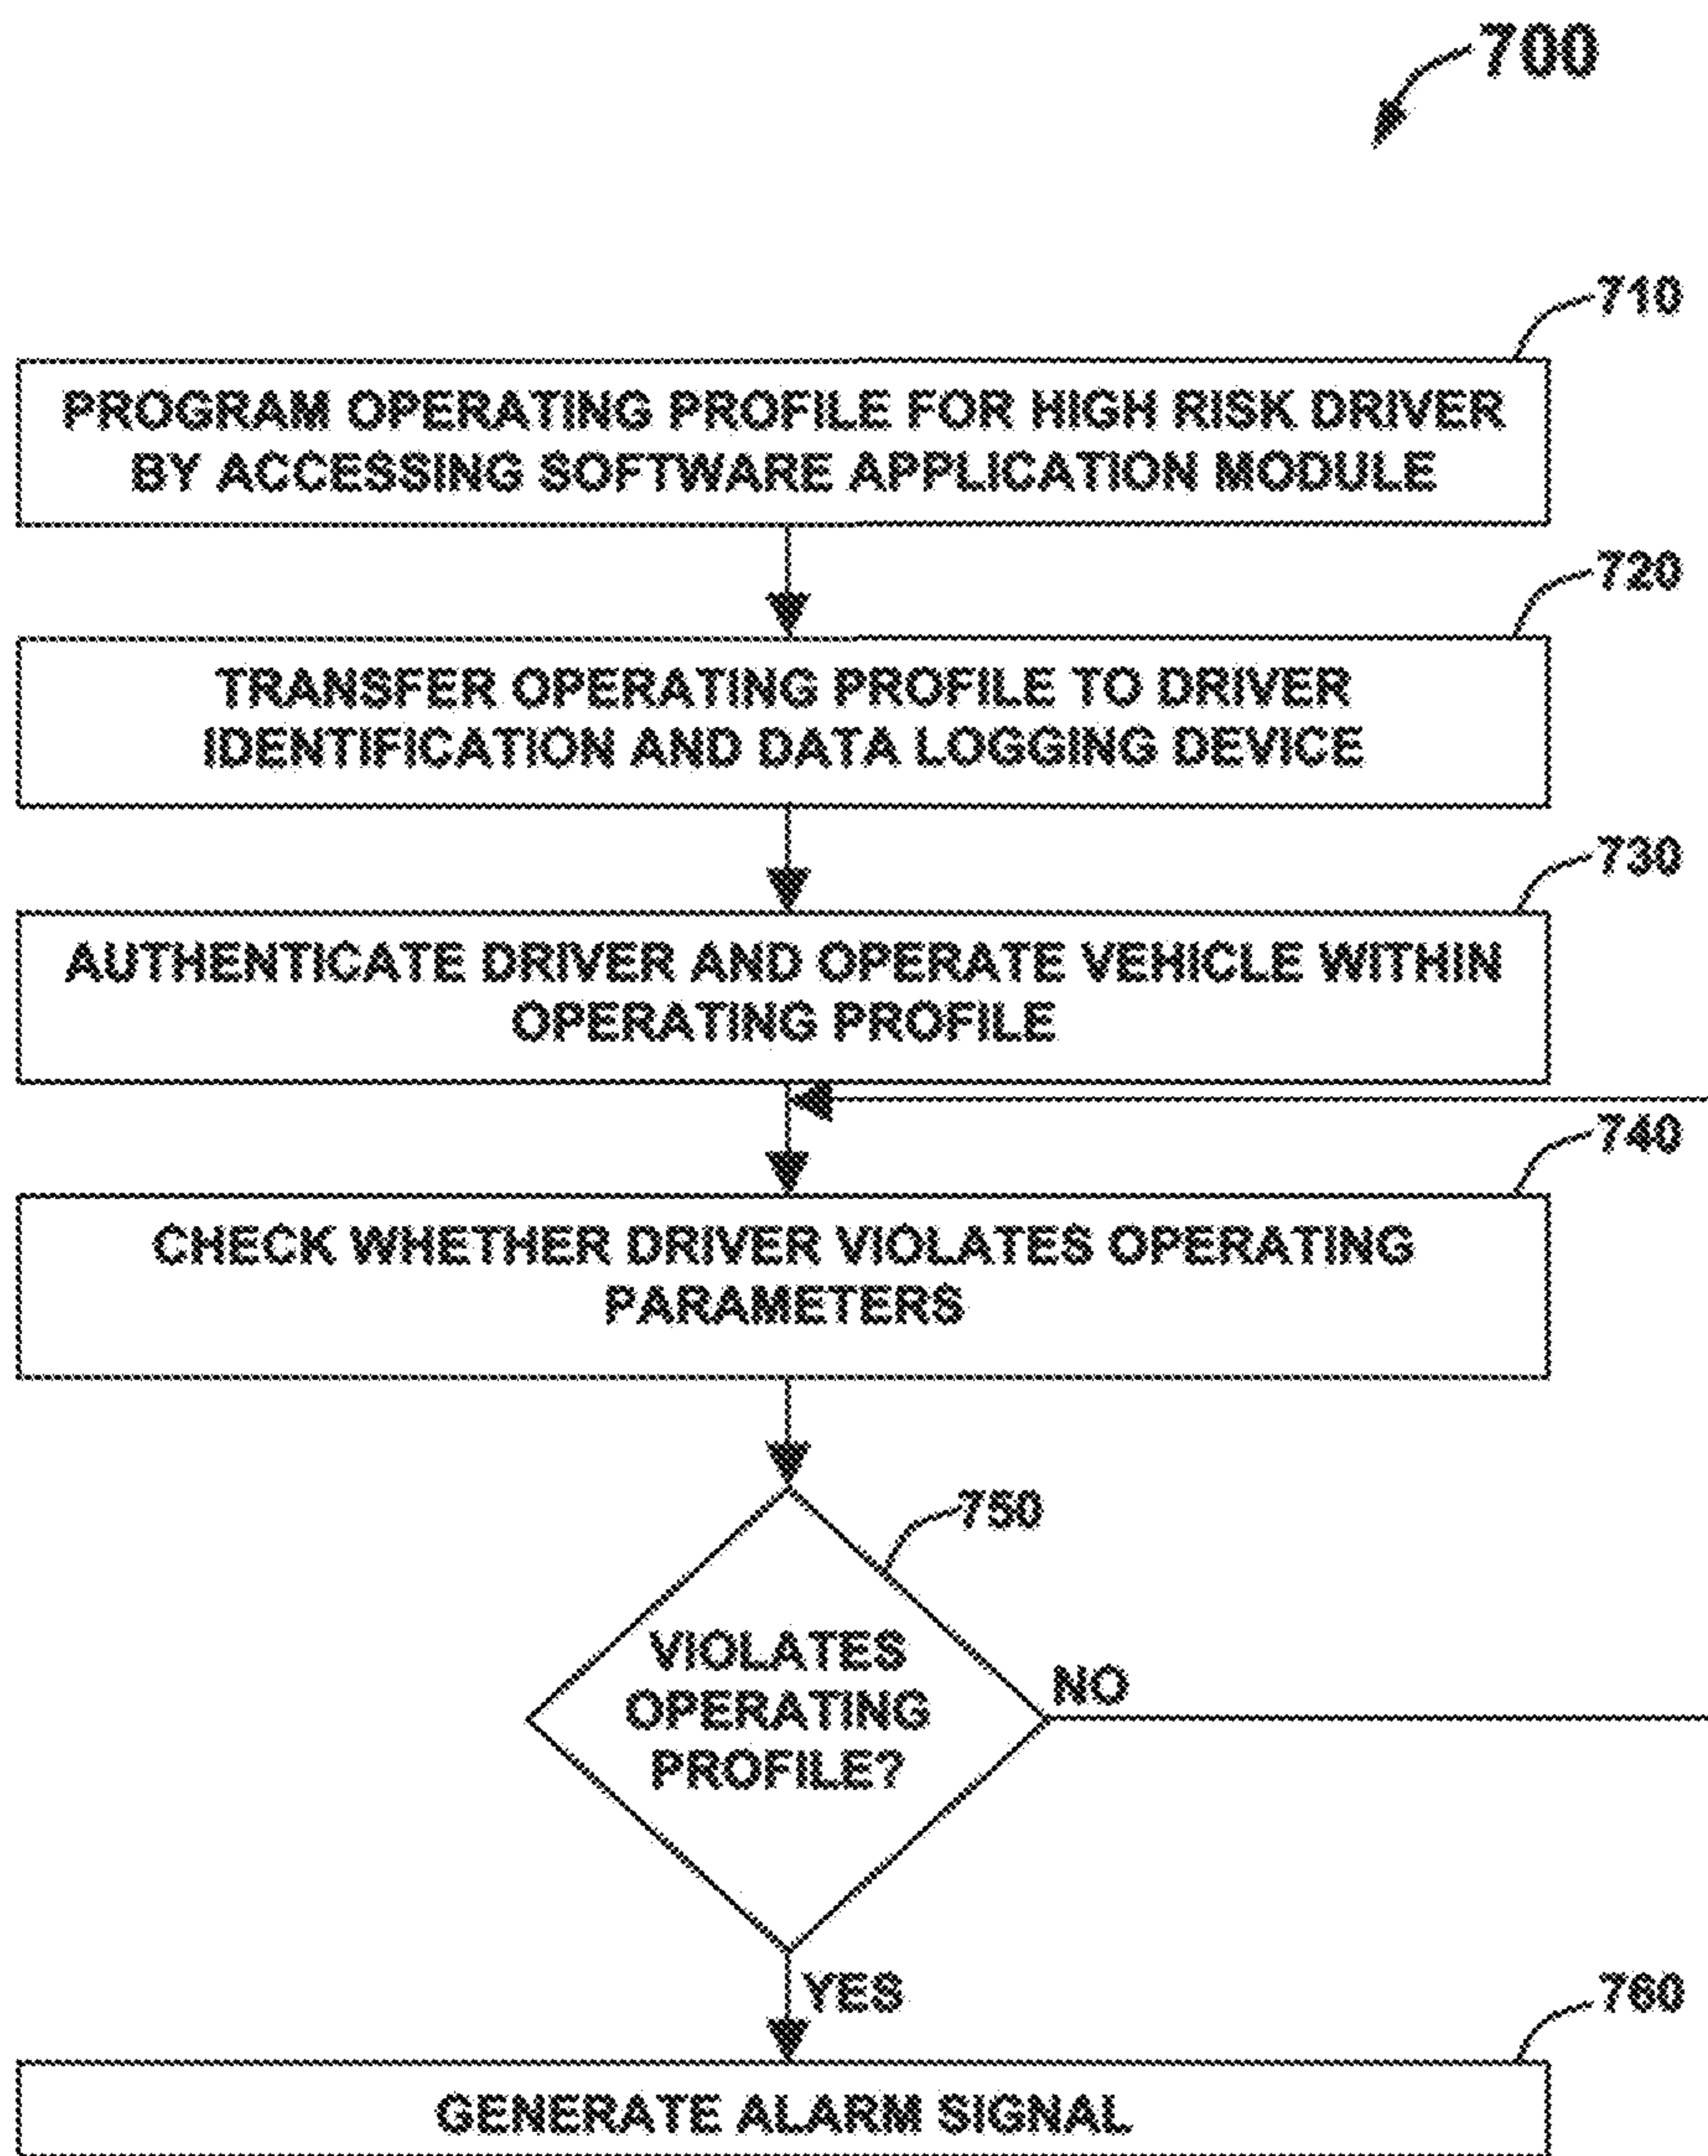 700
710
PROGRAM OPERATING PROFILE FOR HIGH RISK DRIVER
BY ACCESSING SOFTWARE APPLICATION MODULE
720
TRANSFER OPERATING PROFILE TO DRIVER
IDENTIFICATION AND DATA LOGGING DEVICE
730
AUTHENTICATE DRIVER AND OPERATE VEHICLE WITHIN
OPERATING PROFILE
740
CHECK WHETHER DRIVER VIOLATES OPERATING
PARAMETERS
750
VIOLATES
OPERATING
PROFILE?
NO
YES
760
GENERATE ALARM SIGNAL